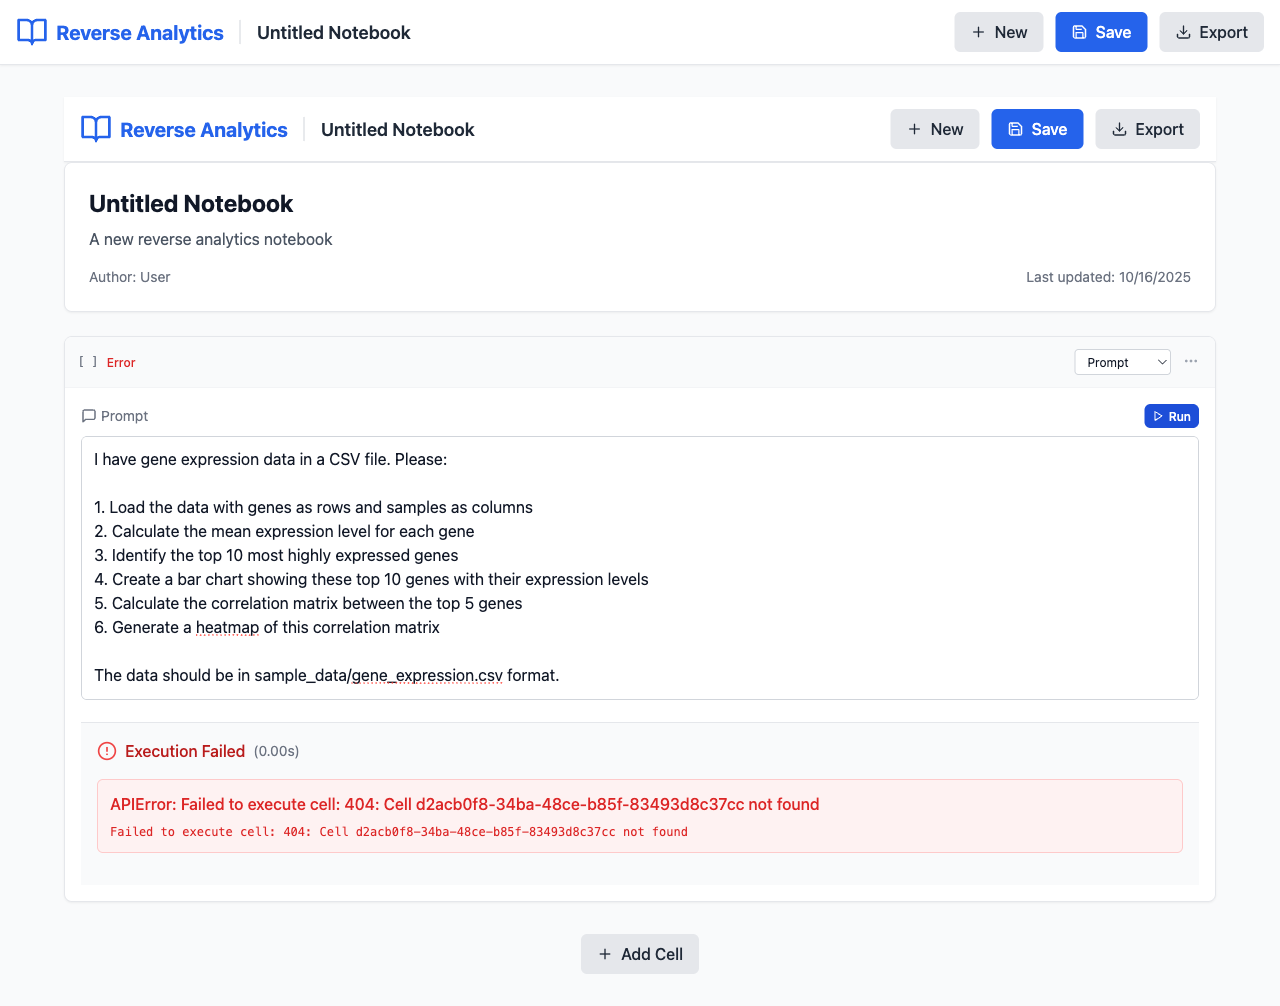 Reverse Analytics
Untitled Notebook
New
Save
Export
Reverse Analytics
Untitled Notebook
New
Save
Export
Untitled Notebook
A new reverse analytics notebook
Author: User
Last updated: 10/16/2025
[ ] Error
Prompt
Prompt
Run
I have gene expression data in a CSV file. Please:
1. Load the data with genes as rows and samples as columns
2. Calculate the mean expression level for each gene
3. Identify the top 10 most highly expressed genes
4. Create a bar chart showing these top 10 genes with their expression levels
5. Calculate the correlation matrix between the top 5 genes
6. Generate a heatmap of this correlation matrix
The data should be in sample_data/gene_expression.csv format.
Execution Failed (0.00s)
APIError: Failed to execute cell: 404: Cell d2acb0f8-34ba-48ce-b85f-83493d8c37cc not found
Failed to execute cell: 404: Cell d2acb0f8-34ba-48ce-b85f-83493d8c37cc not found
Add Cell